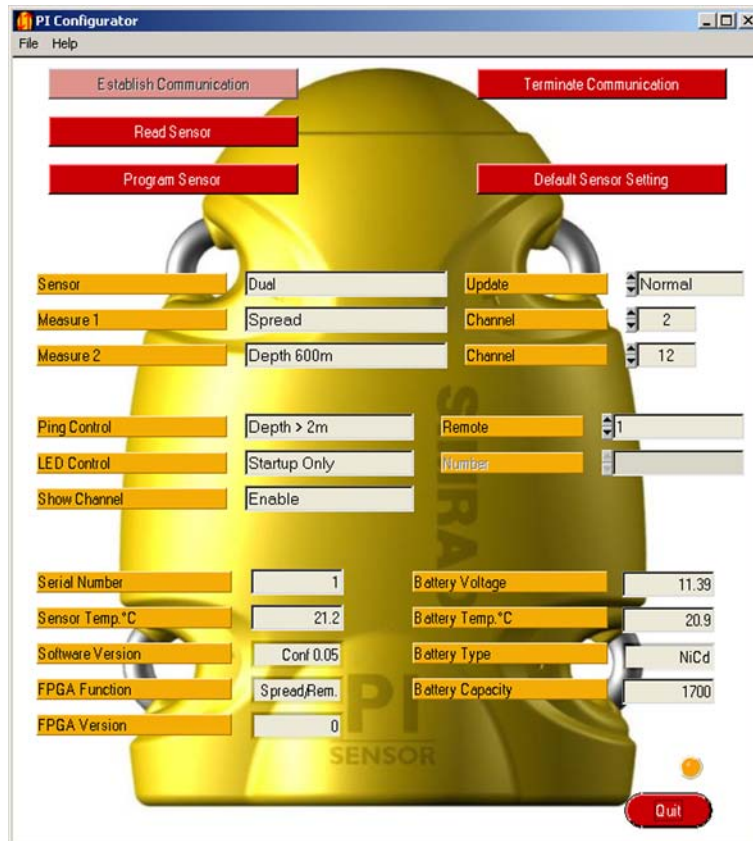 PI Configurator
File Help
Establish Communication
Terminate Communication
Read Sensor
Program Sensor
Default Sensor Setting
Sensor Dual Update Normal
Measure 1 Spread Channel 2
Measure 2 Depth 600m Channel 12
Ping Control Depth > 2m Remote 1
LED Control Startup Only Number
Show Channel Enable
SIMRAD
Serial Number 1 Battery Voltage 11.39
Sensor Temp.°C 21.2 Battery Temp.°C 20.9
Software Version Conf 0.05 Battery Type NiCd
FPGA Function Spread/Rem. Battery Capacity 1700
FPGA Version 0
PI
SENSOR
Quit